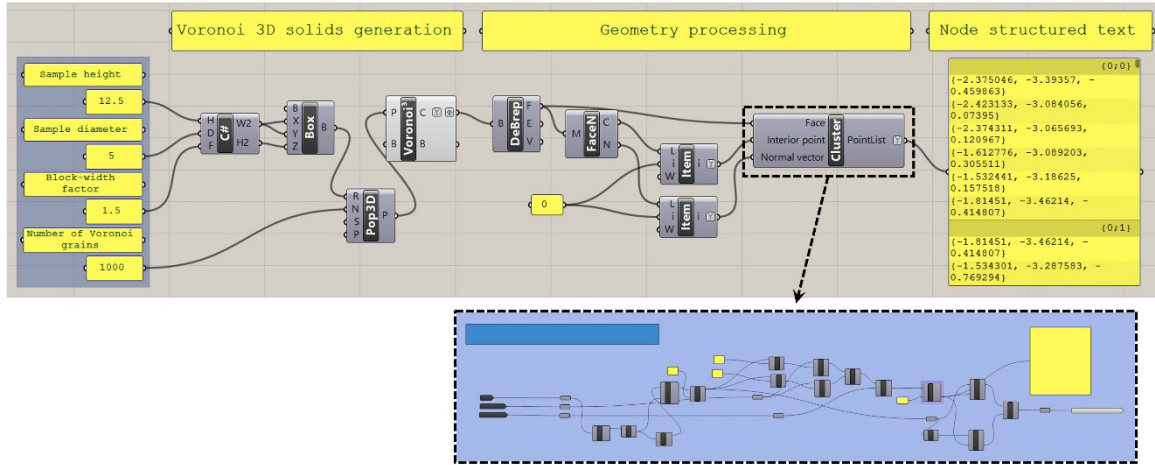 Voronoi 3D solids generation
Geometry processing
Node structured text
Sample height
12.5
Sample diameter
5
Block-width
factor
1.5
Number of Voronoi
grains
1000
H
D
F
C#
W2
H2
B
X
Y
Z
Box
B
R
N
S
P
Pop3D
P
P
B
Voronoi³
C
B
B
DeBrep
F
E
V
M
FaceN
C
N
0
L
i
W
Item
i
L
i
W
Item
i
Face
Interior point
Normal vector
Cluster
PointList
{0;0}
{-2.375046, -3.39357, -
0.459863}
{-2.423133, -3.084056,
0.07395}
{-2.374311, -3.065693,
0.120967}
{-1.612776, -3.089203,
0.305511}
{-1.532441, -3.18625,
0.157518}
{-1.81451, -3.46214, -
0.414807}
{0;1}
{-1.81451, -3.46214, -
0.414807}
{-1.534301, -3.287583, -
0.769294}